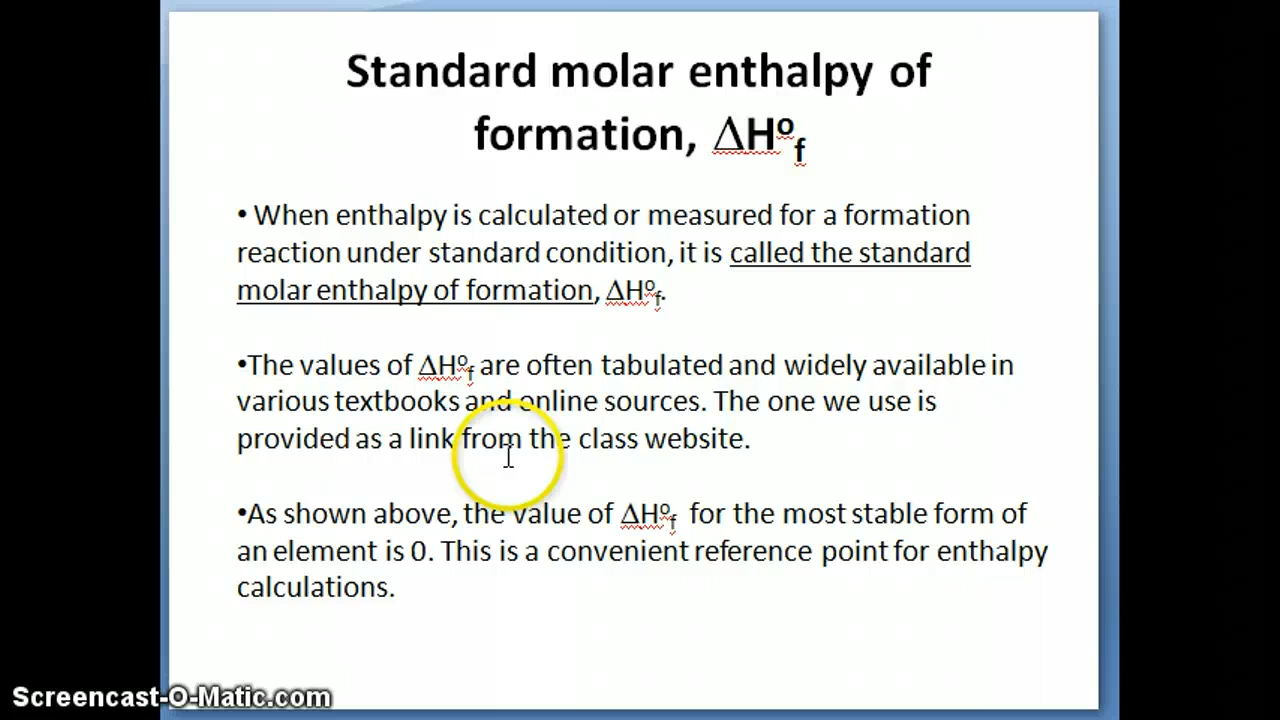 Standard molar enthalpy of
formation, ΔHº_f
• When enthalpy is calculated or measured for a formation
reaction under standard condition, it is called the standard
molar enthalpy of formation, ΔHº_f.
•The values of ΔHº_f are often tabulated and widely available in
various textbooks and online sources. The one we use is
provided as a link from the class website.
•As shown above, the value of ΔHº_f for the most stable form of
an element is 0. This is a convenient reference point for enthalpy
calculations.
Screencast-O-Matic.com